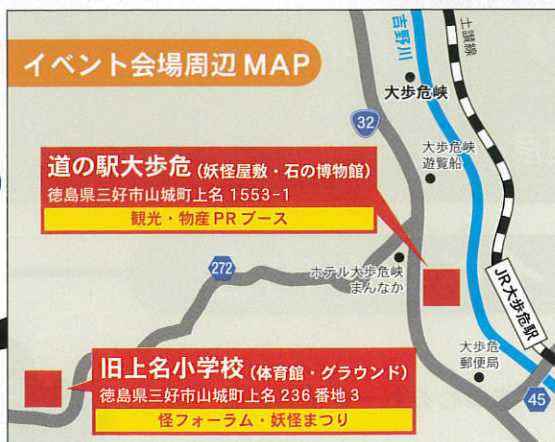 イベント会場周辺 MAP
吉野川
土讃線
大歩危峡
32
大歩危峡
遊覧船
道の駅大歩危 (妖怪屋敷・石の博物館)
徳島県三好市山城町上名 1553-1
観光・物産PRブース
272
ホテル大歩危峡
まんなか
JR大歩危駅
大歩危
郵便局
45
旧上名小学校 (体育館・グラウンド)
徳島県三好市山城町上名 236 番地 3
怪フォーラム・妖怪まつり